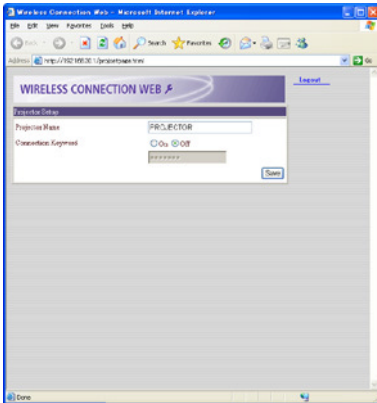 Wireless Connection Web - Microsoft Internet Explorer
File Edit View Favorites Tools Help
Search Favorites
Address Go
Logout
WIRELESS CONNECTION WEB
Projector Setup
Projector Name PROJECTOR
Connection Keyword On Off
*******
Save
Done